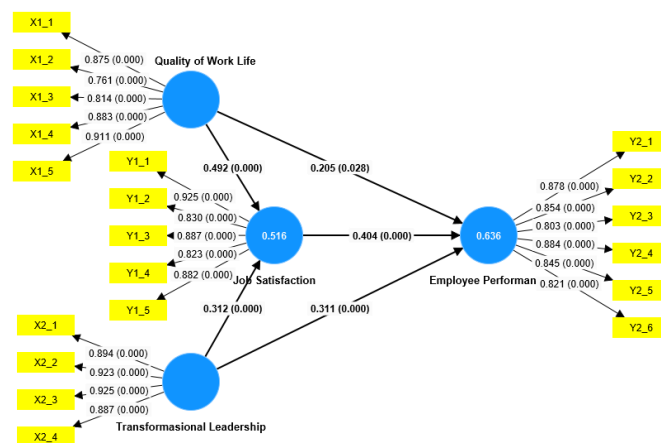 X1_1
X1_2
X1_3
X1_4
X1_5
0.875 (0.000)
0.761 (0.000)
0.814 (0.000)
0.883 (0.000)
0.911 (0.000)
Quality of Work Life
0.492 (0.000)
0.205 (0.028)
Y1_1
Y1_2
Y1_3
Y1_4
Y1_5
0.925 (0.000)
0.830 (0.000)
0.887 (0.000)
0.823 (0.000)
0.882 (0.000)
0.516
Job Satisfaction
0.404 (0.000)
0.312 (0.000)
0.311 (0.000)
0.636
Employee Performan
0.878 (0.000)
0.854 (0.000)
0.803 (0.000)
0.884 (0.000)
0.845 (0.000)
0.821 (0.000)
Y2_1
Y2_2
Y2_3
Y2_4
Y2_5
Y2_6
X2_1
X2_2
X2_3
X2_4
0.894 (0.000)
0.923 (0.000)
0.925 (0.000)
0.887 (0.000)
Transformasional Leadership